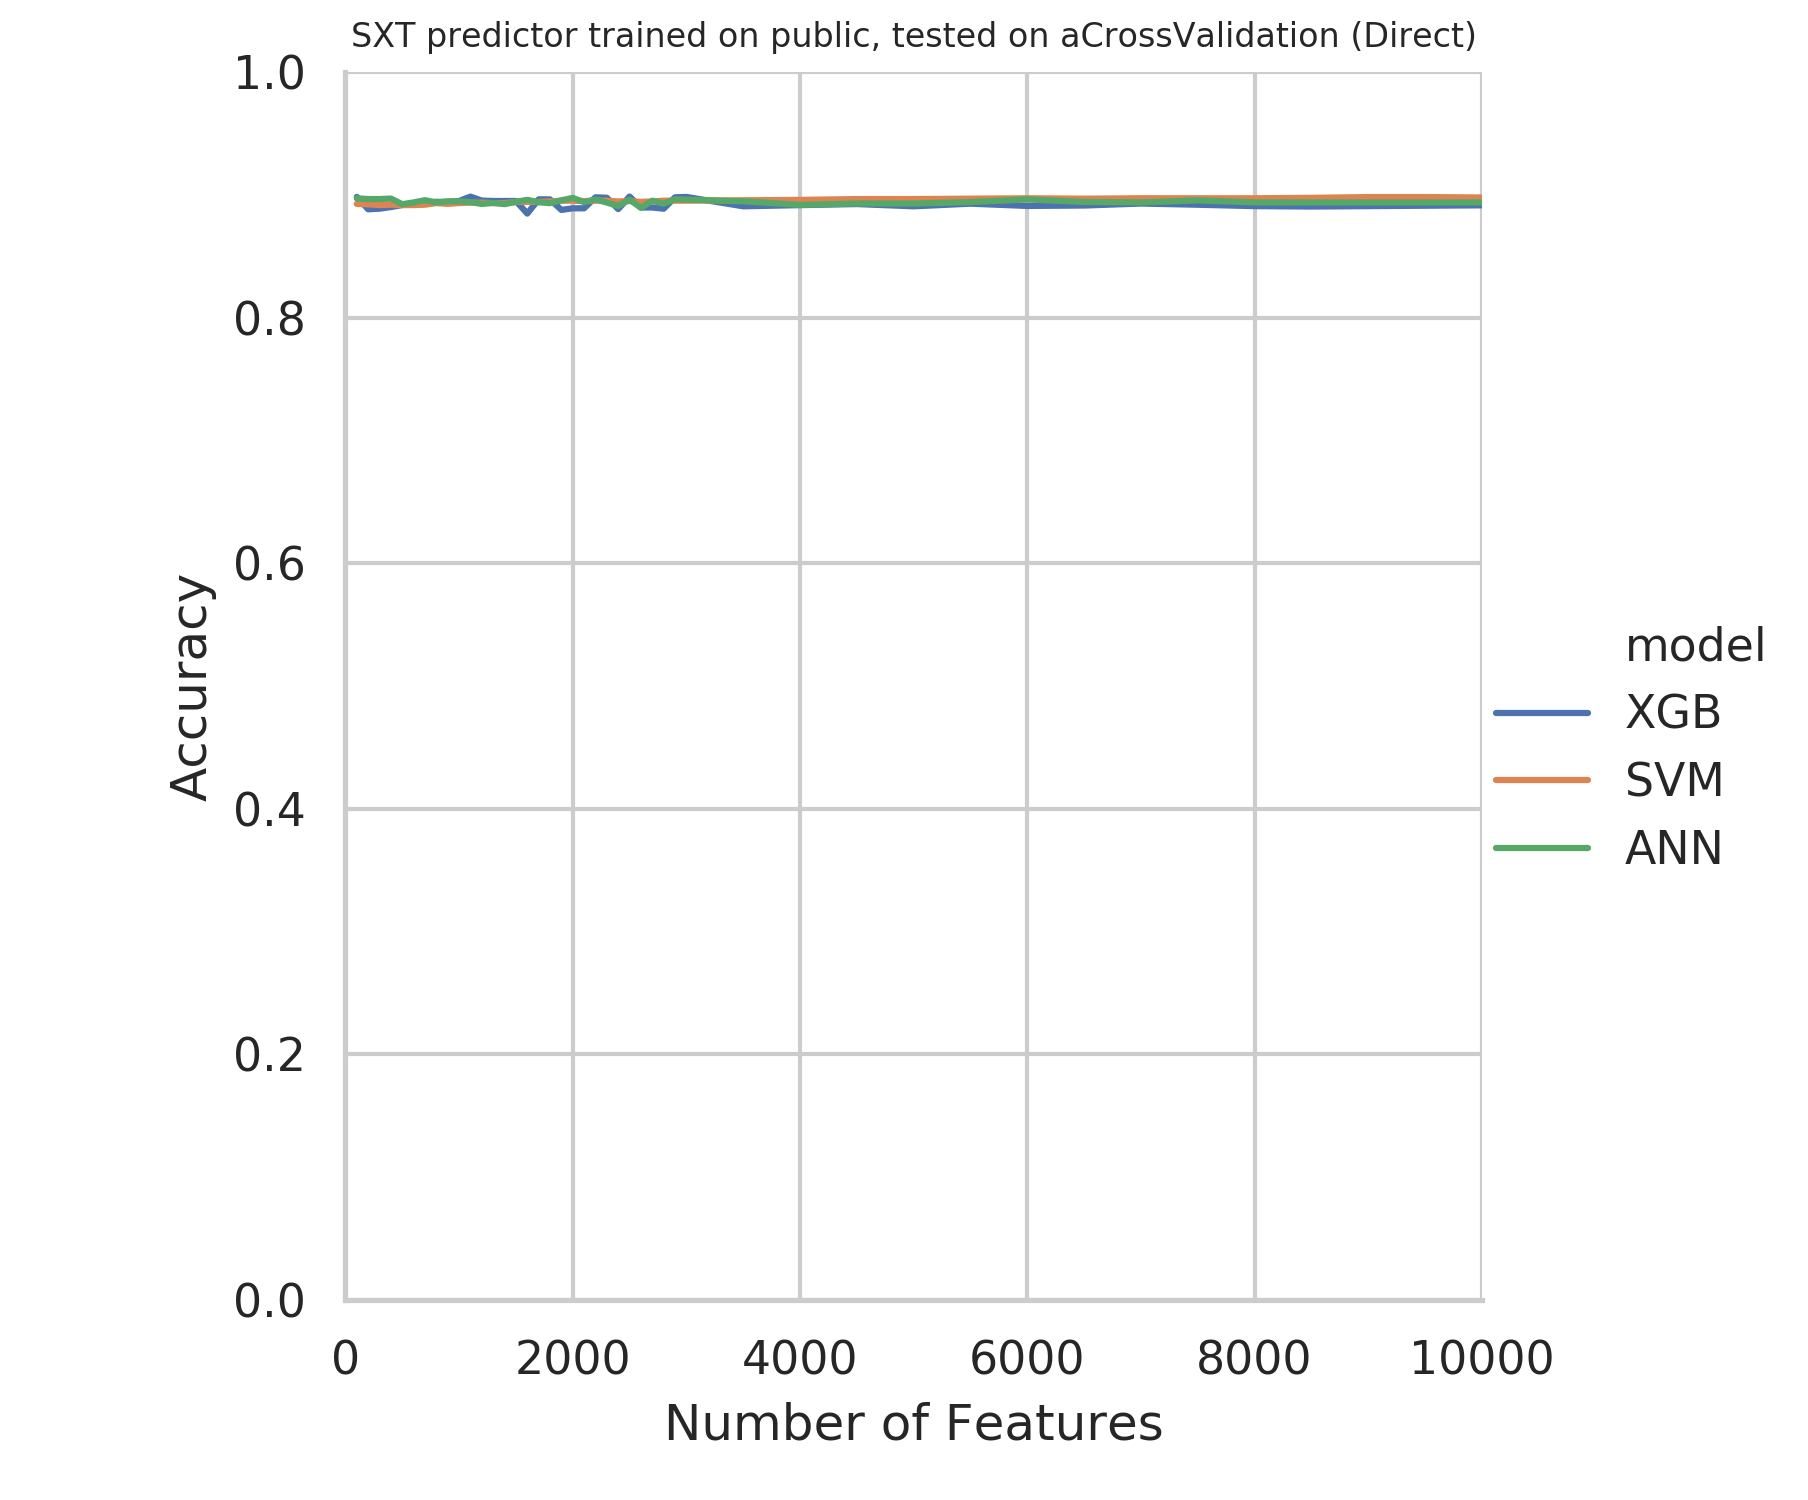 SXT predictor trained on public, tested on aCrossValidation (Direct)
1.0
0.8
0.6
0.4
0.2
0.0
Accuracy
0 2000 4000 6000 8000 10000
Number of Features
model
XGB
SVM
ANN